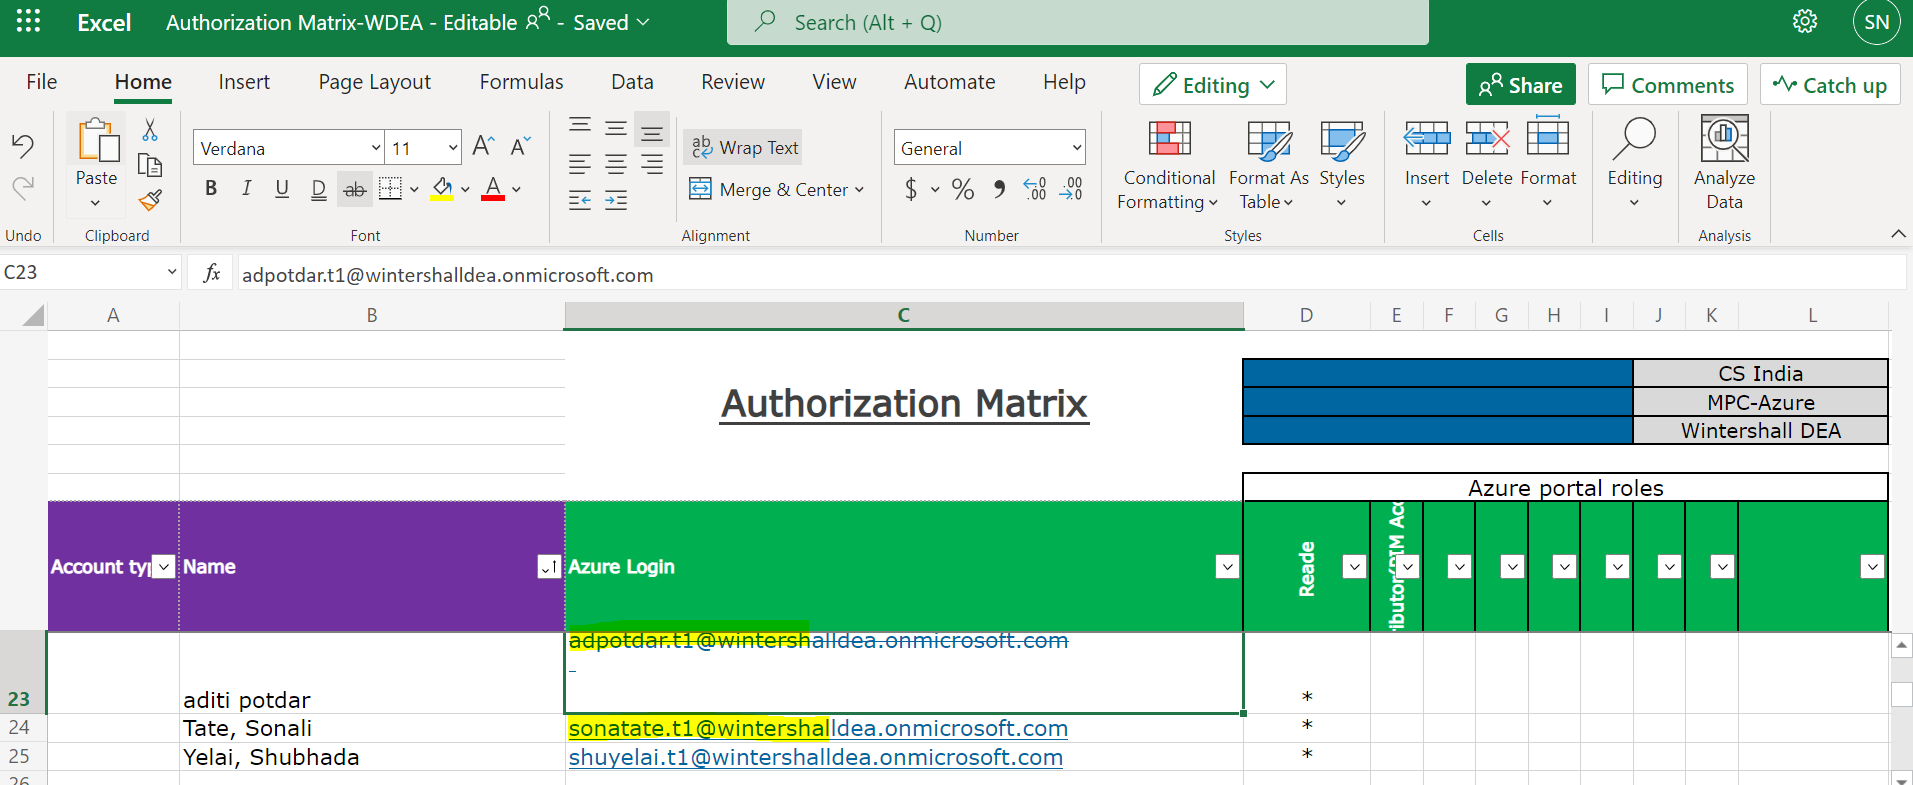 Excel
Authorization Matrix-WDEA - Editable - Saved
Search (Alt + Q)
SN
File Home Insert Page Layout Formulas Data Review View Automate Help
Editing
Share
Comments
Catch up
Paste
Verdana
11
Wrap Text
General
Merge & Center
Conditional Formatting
Format As Table
Styles
Insert
Delete
Format
Editing
Analyze Data
Undo
Clipboard
Font
Alignment
Number
Styles
Cells
Analysis
C23
fx
adpotdar.t1@wintershalldea.onmicrosoft.com
A B C D E F G H I J K L
Authorization Matrix
CS India
MPC-Azure
Wintershall DEA
Azure portal roles
Account typ
Name
Azure Login
Reade
adpotdar.t1@wintershalldea.onmicrosoft.com
23 aditi potdar *
24 Tate, Sonali sonatate.t1@wintershalldea.onmicrosoft.com *
25 Yelai, Shubhada shuyelai.t1@wintershalldea.onmicrosoft.com *
26